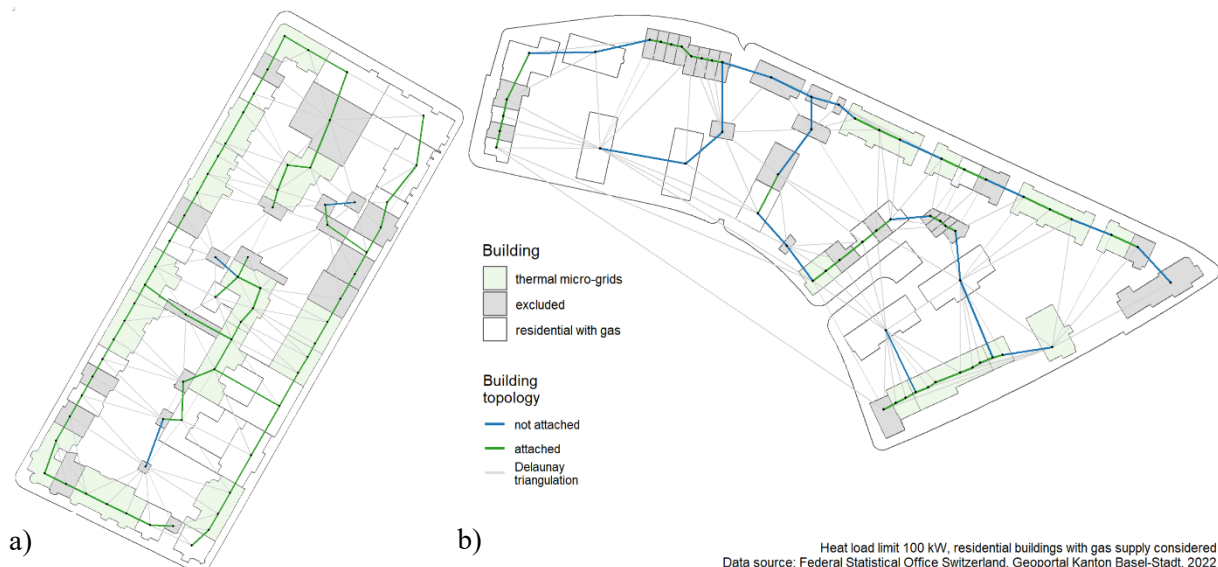 Building
thermal micro-grids
excluded
residential with gas
Building
topology
not attached
attached
Delaunay
triangulation
a)
b)
Heat load limit 100 kW, residential buildings with gas supply considered
Data source: Federal Statistical Office Switzerland, Geoportal Kanton Basel-Stadt, 2022